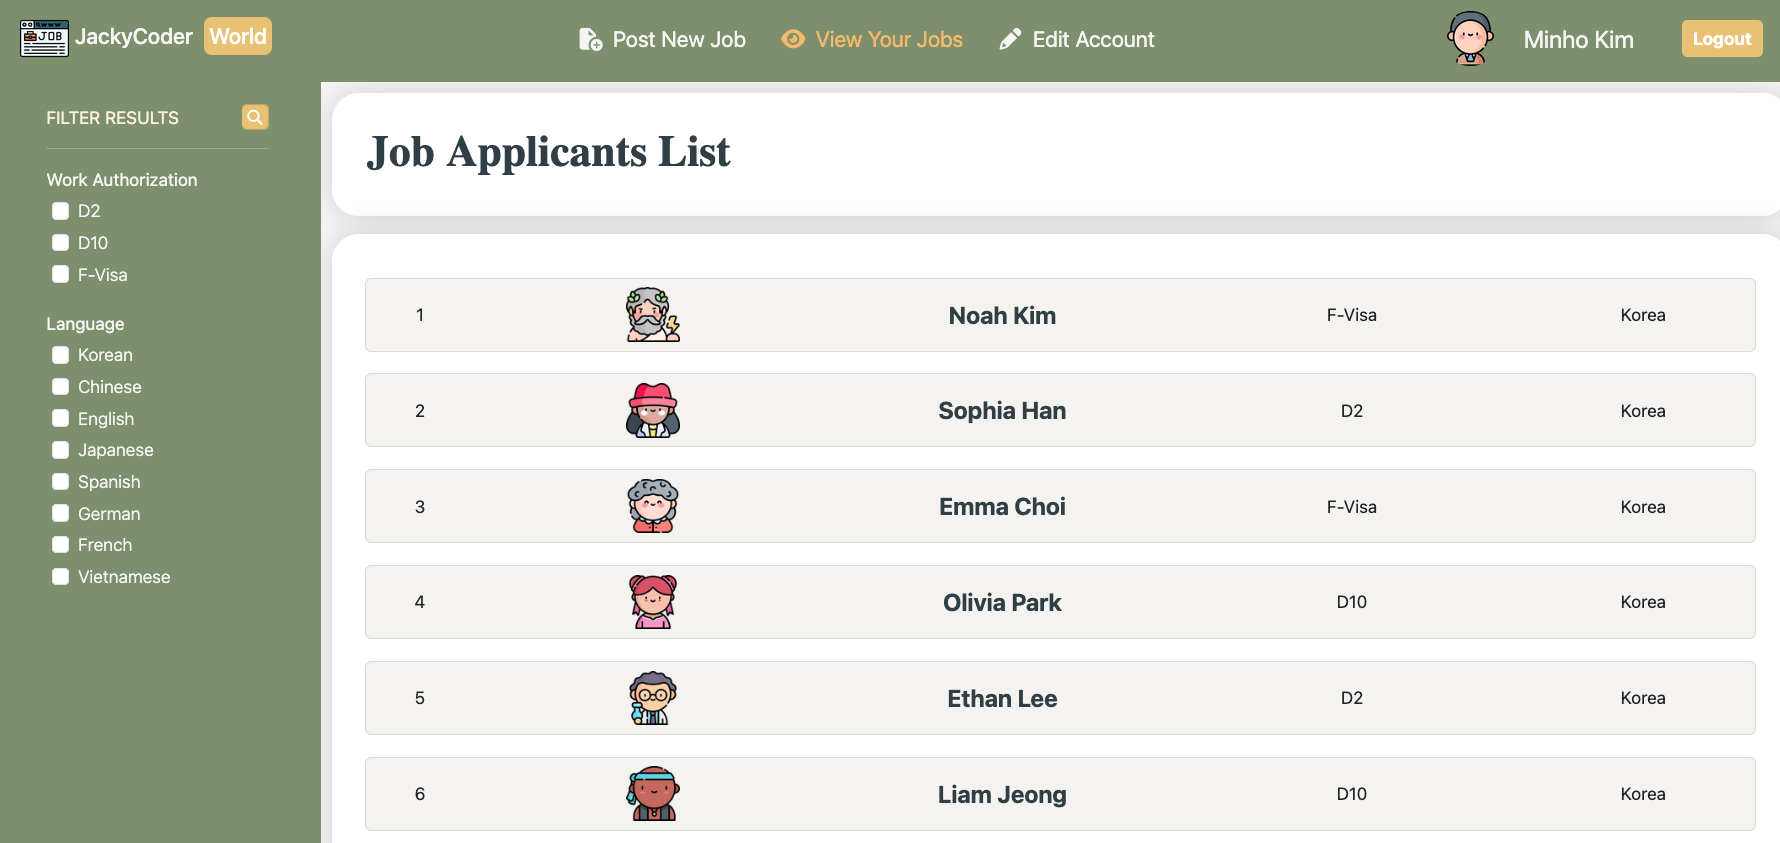 JackyCoder World
Post New Job
View Your Jobs
Edit Account
Minho Kim
Logout
FILTER RESULTS
Work Authorization
D2
D10
F-Visa
Language
Korean
Chinese
English
Japanese
Spanish
German
French
Vietnamese
Job Applicants List
1 Noah Kim F-Visa Korea
2 Sophia Han D2 Korea
3 Emma Choi F-Visa Korea
4 Olivia Park D10 Korea
5 Ethan Lee D2 Korea
6 Liam Jeong D10 Korea